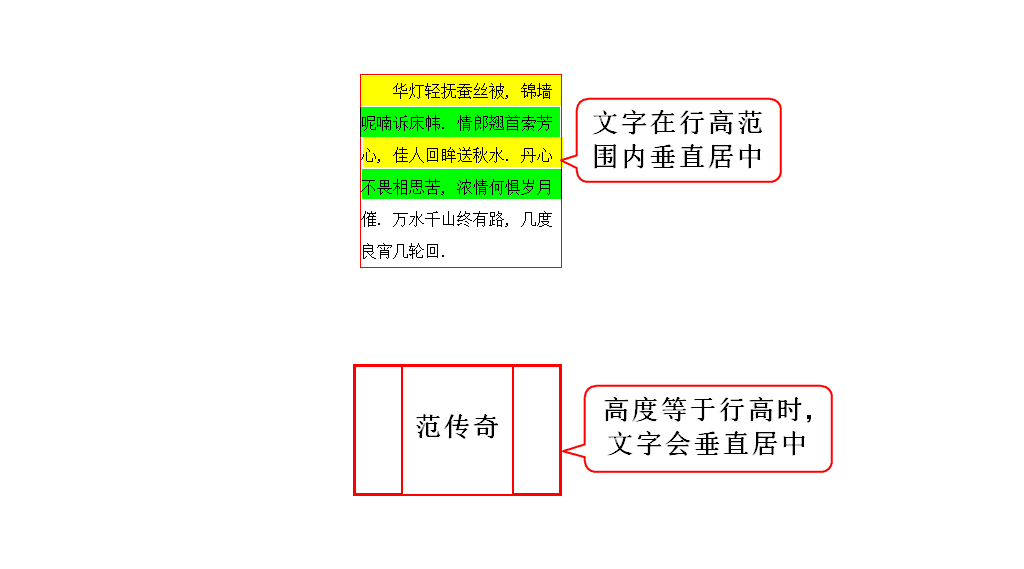 华灯轻抚蚕丝被, 锦墙
呢喃诉床帏. 情郎翘首索芳
心, 佳人回眸送秋水. 丹心
不畏相思苦, 浓情何惧岁月
催. 万水千山终有路, 几度
良宵几轮回.
文字在行高范
围内垂直居中
范传奇
高度等于行高时,
文字会垂直居中